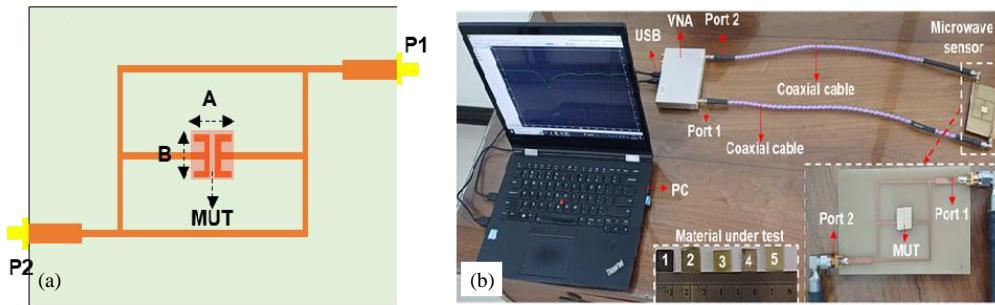 P1
A
B
MUT
P2
(a)
VNA
Port 2
USB
Microwave
sensor
Coaxial cable
Port 1
Coaxial cable
PC
Port 2
Port 1
MUT
Material under test
1 2 3 4 5
ThinkPad
(b)